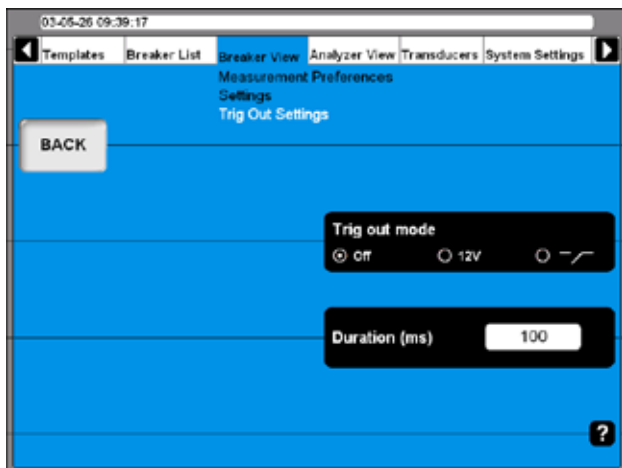 03-05-26 09:39:17
Templates Breaker List Breaker View Analyzer View Transducers System Settings
Measurement Preferences
Settings
Trig Out Settings
BACK
Trig out mode
Off 12V
Duration (ms) 100
?